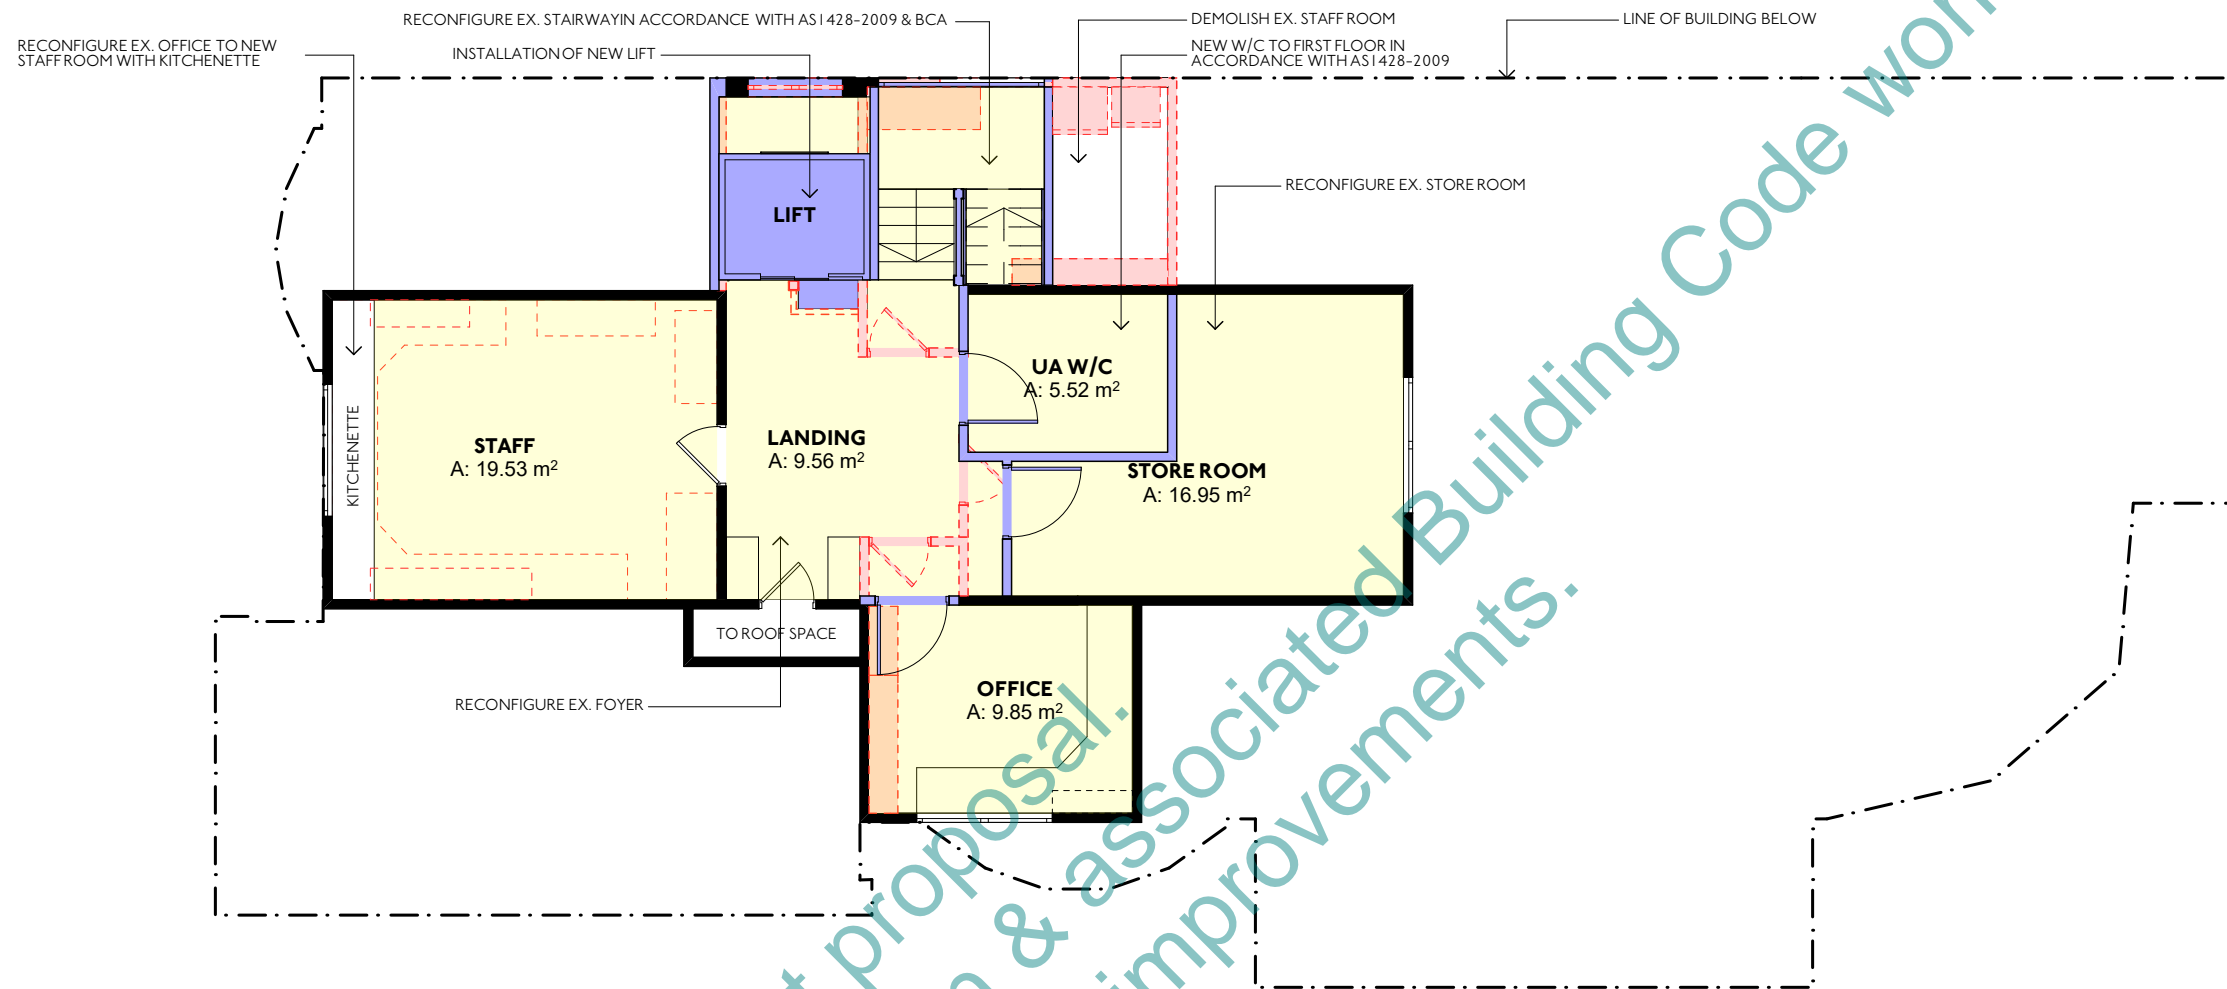 RECONFIGURE EX. STAIRWAYIN ACCORDANCE WITH AS1428-2009 & BCA
DEMOLISH EX. STAFF ROOM
LINE OF BUILDING BELOW
RECONFIGURE EX. OFFICE TO NEW
STAFF ROOM WITH KITCHENETTE
INSTALLATION OF NEW LIFT
NEW W/C TO FIRST FLOOR IN
ACCORDANCE WITH AS1428-2009
RECONFIGURE EX. STORE ROOM
LIFT
UA W/C
A: 5.52 m²
KITCHENETTE
STAFF
A: 19.53 m²
LANDING
A: 9.56 m²
STORE ROOM
A: 16.95 m²
TO ROOF SPACE
OFFICE
A: 9.85 m²
RECONFIGURE EX. FOYER
proposal.
& associated Building Code
improvements.